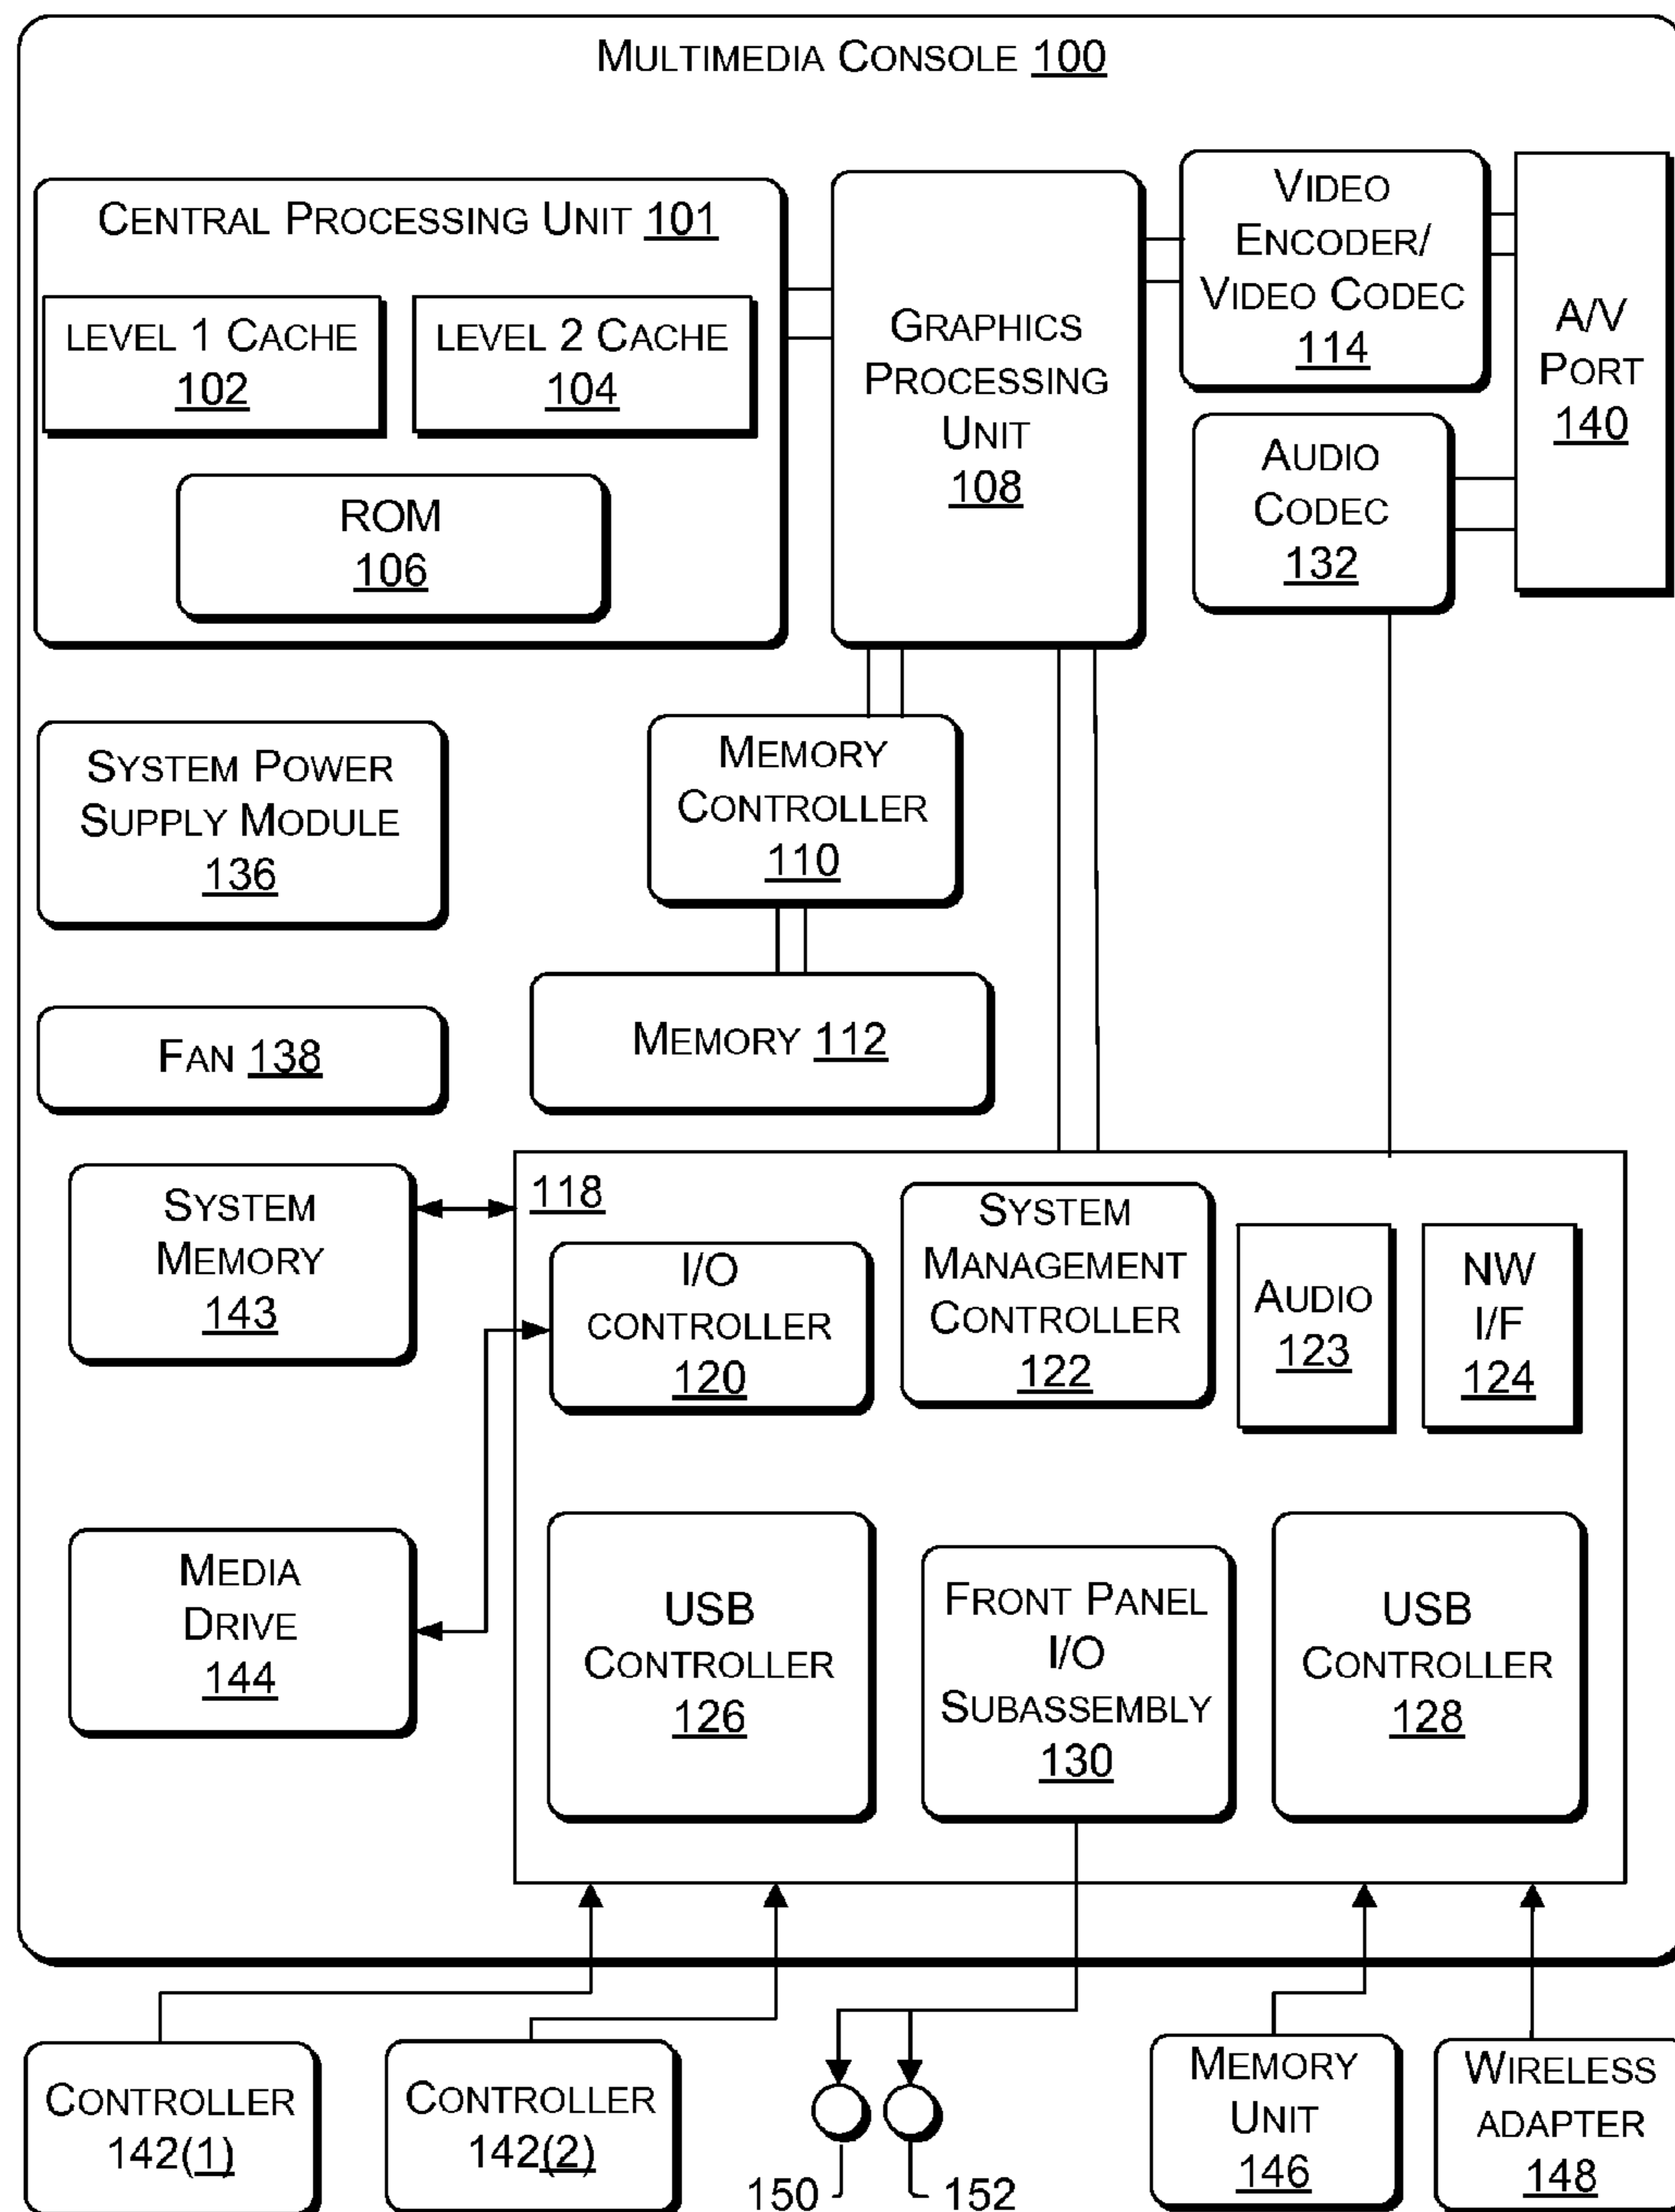 MULTIMEDIA CONSOLE 100
CENTRAL PROCESSING UNIT 101
LEVEL 1 CACHE
102
LEVEL 2 CACHE
104
ROM
106
GRAPHICS
PROCESSING
UNIT
108
VIDEO
ENCODER/
VIDEO CODEC
114
A/V
PORT
140
AUDIO
CODEC
132
SYSTEM POWER
SUPPLY MODULE
136
MEMORY
CONTROLLER
110
FAN 138
MEMORY 112
SYSTEM
MEMORY
143
118
I/O
CONTROLLER
120
SYSTEM
MANAGEMENT
CONTROLLER
122
AUDIO
123
NW
I/F
124
MEDIA
DRIVE
144
USB
CONTROLLER
126
FRONT PANEL
I/O
SUBASSEMBLY
130
USB
CONTROLLER
128
CONTROLLER
142(1)
CONTROLLER
142(2)
150
152
MEMORY
UNIT
146
WIRELESS
ADAPTER
148